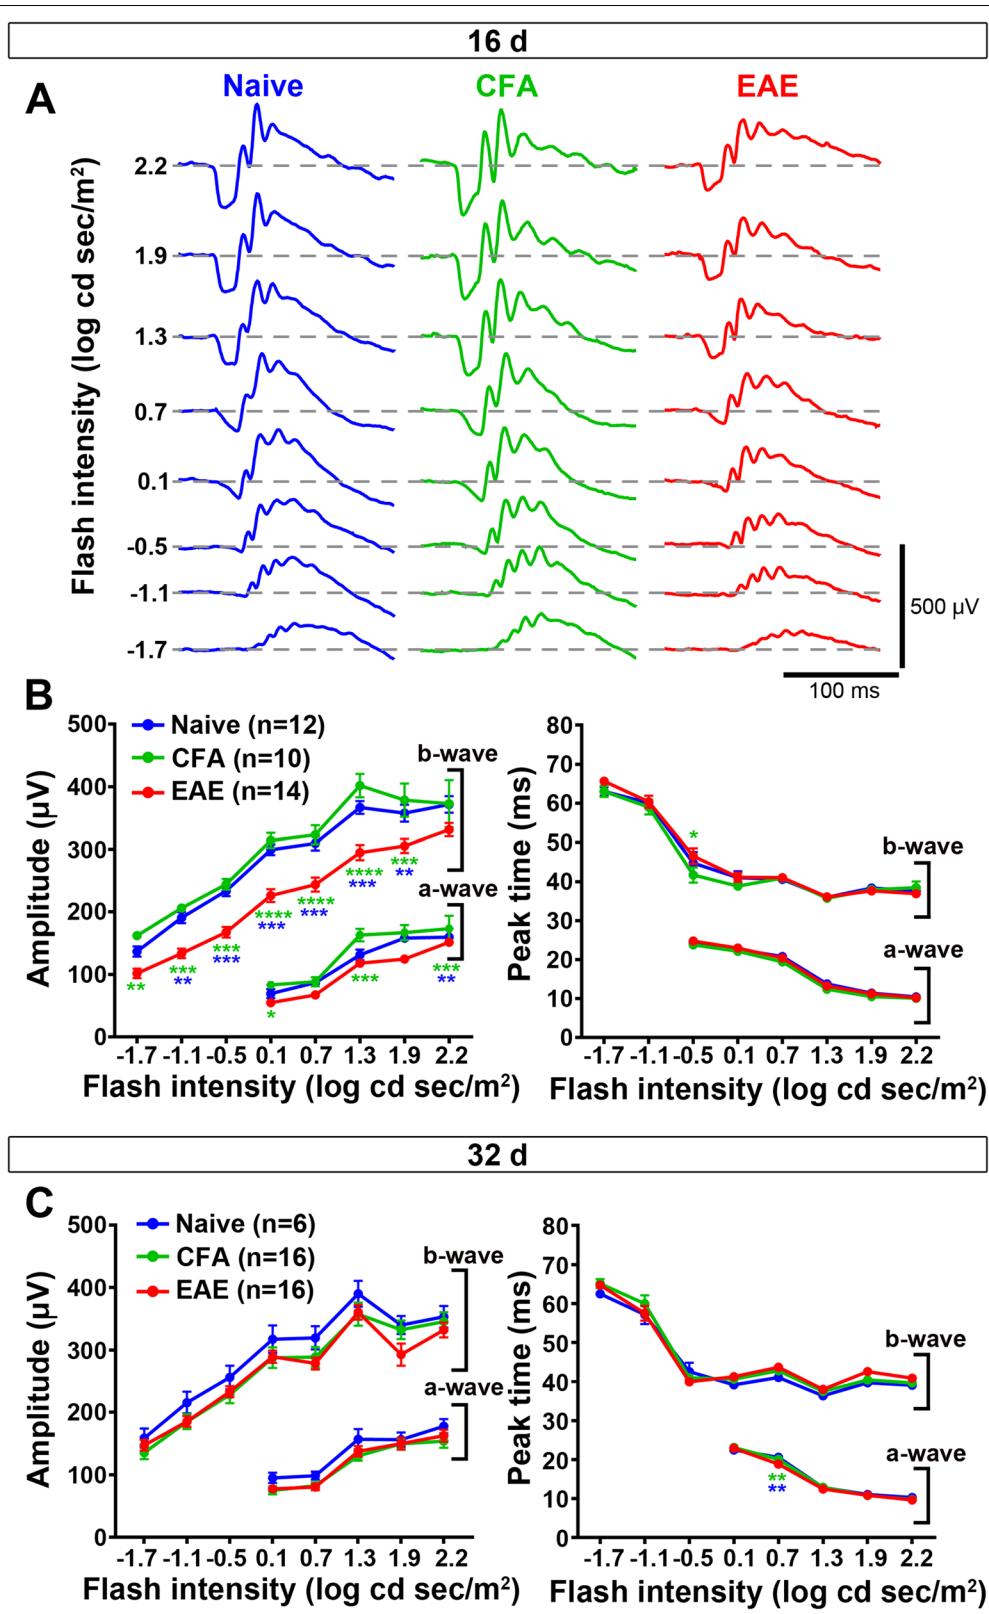 16 d
A
Naive CFA EAE
Flash intensity (log cd sec/m²)
2.2
1.9
1.3
0.7
0.1
-0.5
-1.1
-1.7
500 µV
100 ms
B
Amplitude (µV)
500
400
300
200
100
0
Naive (n=12)
CFA (n=10)
EAE (n=14)
b-wave
a-wave
**
***
**
***
***
****
***
****
***
****
***
***
**
*
***
***
**
-1.7 -1.1 -0.5 0.1 0.7 1.3 1.9 2.2
Flash intensity (log cd sec/m²)
Peak time (ms)
80
70
60
50
40
30
20
10
0
*
b-wave
a-wave
-1.7 -1.1 -0.5 0.1 0.7 1.3 1.9 2.2
Flash intensity (log cd sec/m²)
32 d
C
Amplitude (µV)
500
400
300
200
100
0
Naive (n=6)
CFA (n=16)
EAE (n=16)
b-wave
a-wave
-1.7 -1.1 -0.5 0.1 0.7 1.3 1.9 2.2
Flash intensity (log cd sec/m²)
Peak time (ms)
80
70
60
50
40
30
20
10
0
b-wave
a-wave
**
**
-1.7 -1.1 -0.5 0.1 0.7 1.3 1.9 2.2
Flash intensity (log cd sec/m²)